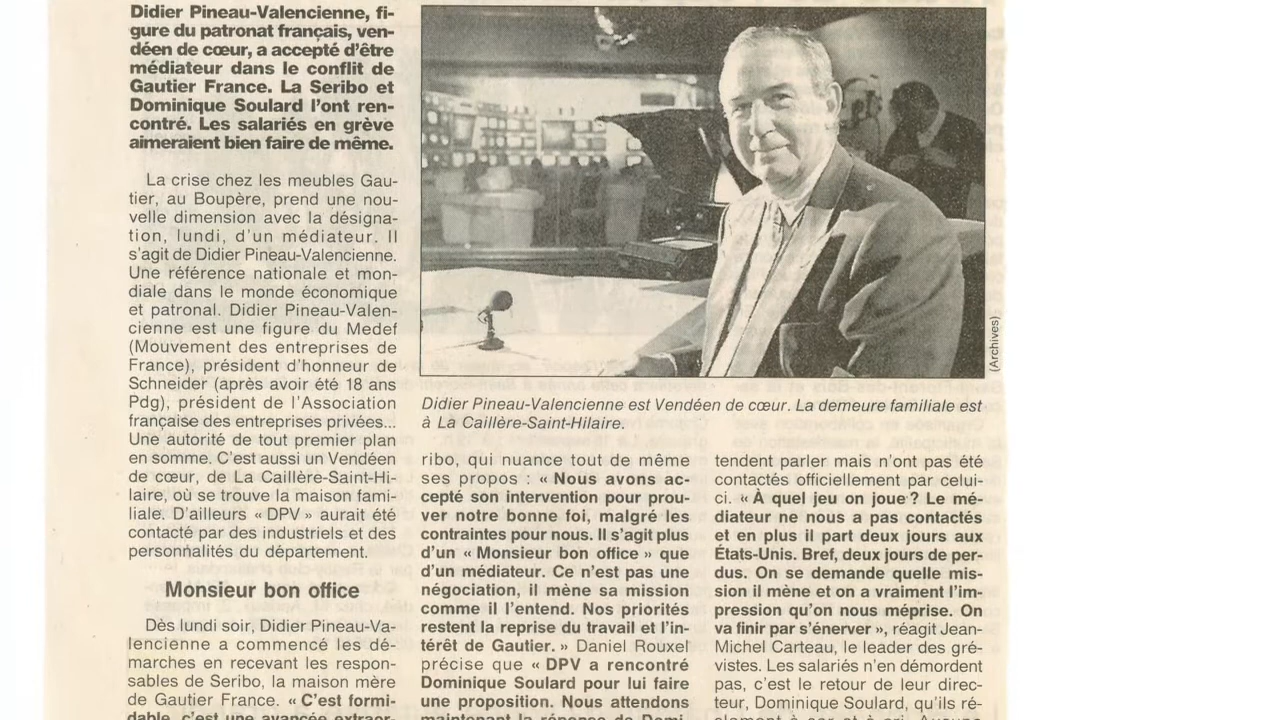 Didier Pineau-Valencienne, fi-
gure du patronat français, ven-
déen de cœur, a accepté d'être
médiateur dans le conflit de
Gautier France. La Seribo et
Dominique Soulard l'ont ren-
contré. Les salariés en grève
aimeraient bien faire de même.
La crise chez les meubles Gau-
tier, au Boupère, prend une nou-
velle dimension avec la désigna-
tion, lundi, d'un médiateur. Il
s'agit de Didier Pineau-Valencienne.
Une référence nationale et mon-
diale dans le monde économique
et patronal. Didier Pineau-Valen-
cienne est une figure du Medef
(Mouvement des entreprises de
France), président d'honneur de
Schneider (après avoir été 18 ans
Pdg), président de l'Association
française des entreprises privées...
Une autorité de tout premier plan
en somme. C'est aussi un Vendéen
de cœur, de La Caillère-Saint-Hi-
laire, où se trouve la maison fami-
liale. D'ailleurs « DPV » aurait été
contacté par des industriels et des
personnalités du département.
Monsieur bon office
Dès lundi soir, Didier Pineau-Va-
lencienne a commencé les dé-
marches en recevant les respon-
sables de Seribo, la maison mère
de Gautier France. « C'est formi-
dable, c'est une avancée extraor-
(Archives)
Didier Pineau-Valencienne est Vendéen de cœur. La demeure familiale est
à La Caillère-Saint-Hilaire.
ribo, qui nuance tout de même
ses propos : « Nous avons ac-
cepté son intervention pour prou-
ver notre bonne foi, malgré les
contraintes pour nous. Il s'agit plus
d'un « Monsieur bon office » que
d'un médiateur. Ce n'est pas une
négociation, il mène sa mission
comme il l'entend. Nos priorités
restent la reprise du travail et l'in-
térêt de Gautier. » Daniel Rouxel
précise que « DPV a rencontré
Dominique Soulard pour lui faire
une proposition. Nous attendons
maintenant la réponse de Domi-
tendent parler mais n'ont pas été
contactés officiellement par celui-
ci. « À quel jeu on joue ? Le mé-
diateur ne nous a pas contactés
et en plus il part deux jours aux
États-Unis. Bref, deux jours de per-
dus. On se demande quelle mis-
sion il mène et on a vraiment l'im-
pression qu'on nous méprise. On
va finir par s'énerver », réagit Jean-
Michel Carteau, le leader des gré-
vistes. Les salariés n'en démordent
pas, c'est le retour de leur direc-
teur, Dominique Soulard, qu'ils ré-
clament à cor et à cri. Aucune